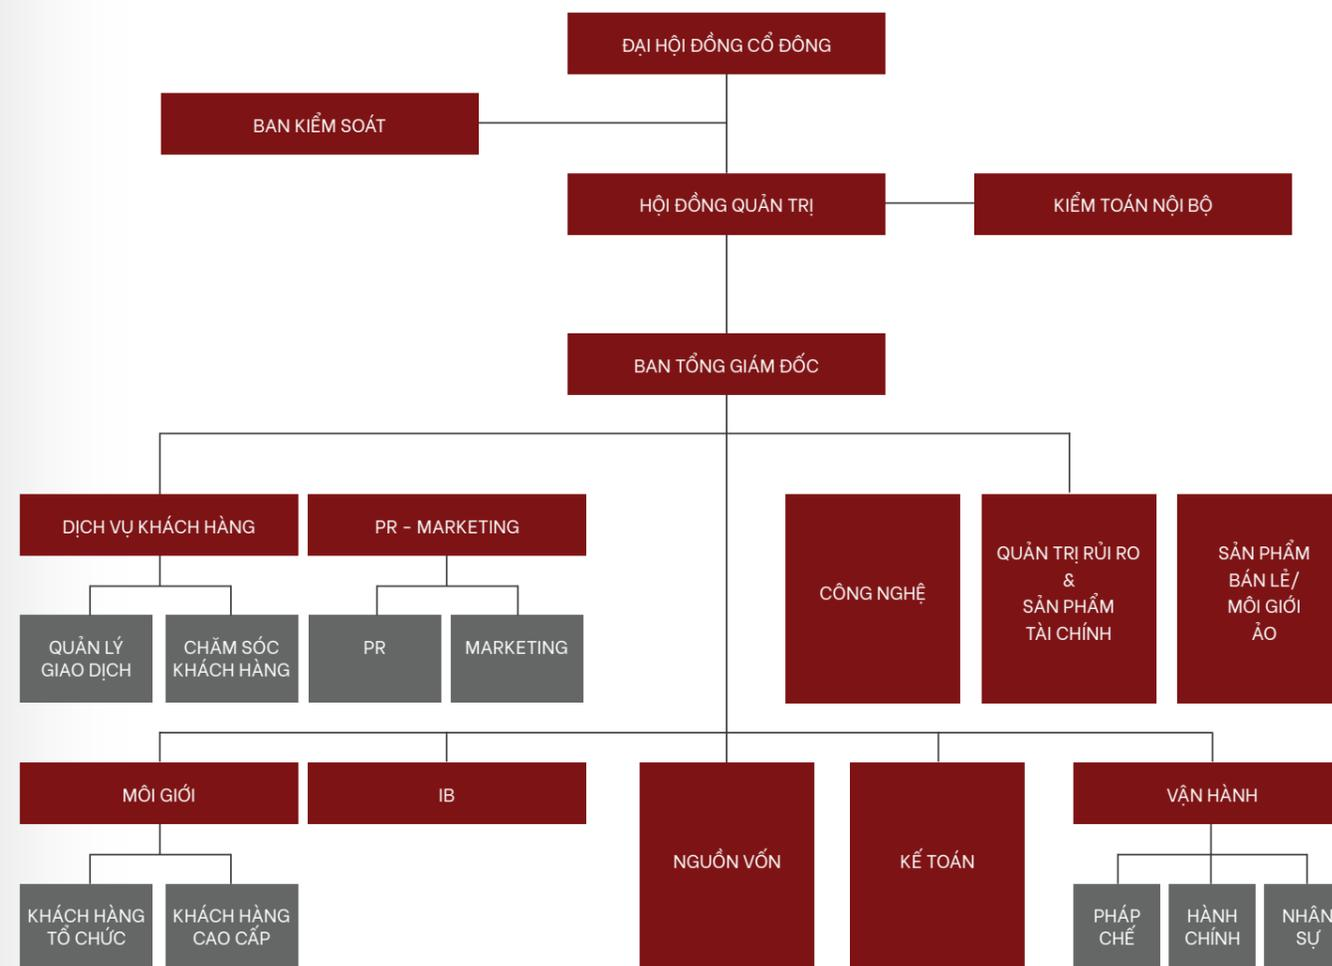 ĐẠI HỘI ĐỒNG CỔ ĐÔNG
BAN KIỂM SOÁT
HỘI ĐỒNG QUẢN TRỊ
KIỂM TOÁN NỘI BỘ
BAN TỔNG GIÁM ĐỐC
DỊCH VỤ KHÁCH HÀNG
PR – MARKETING
QUẢN LÝ
GIAO DỊCH
CHĂM SÓC
KHÁCH HÀNG
PR
MARKETING
CÔNG NGHỆ
QUẢN TRỊ RỦI RO
&
SẢN PHẨM
TÀI CHÍNH
SẢN PHẨM
BÁN LẺ/
MÔI GIỚI
ẢO
MÔI GIỚI
IB
NGUỒN VỐN
KẾ TOÁN
VẬN HÀNH
KHÁCH HÀNG
TỔ CHỨC
KHÁCH HÀNG
CAO CẤP
PHÁP
CHẾ
HÀNH
CHÍNH
NHÂN
SỰ